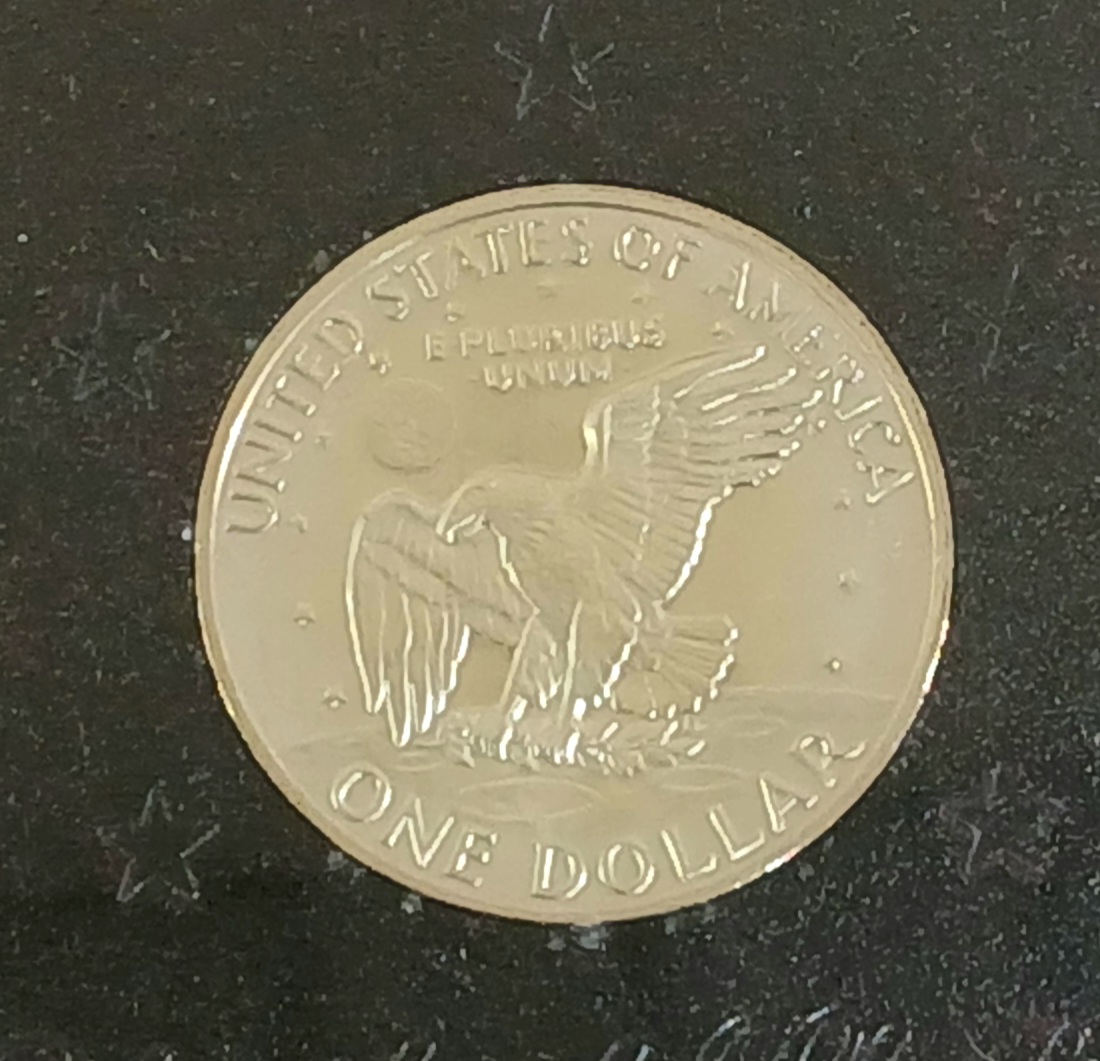 UNITED STATES OF AMERICA
E PLURIBUS
UNUM
ONE DOLLAR